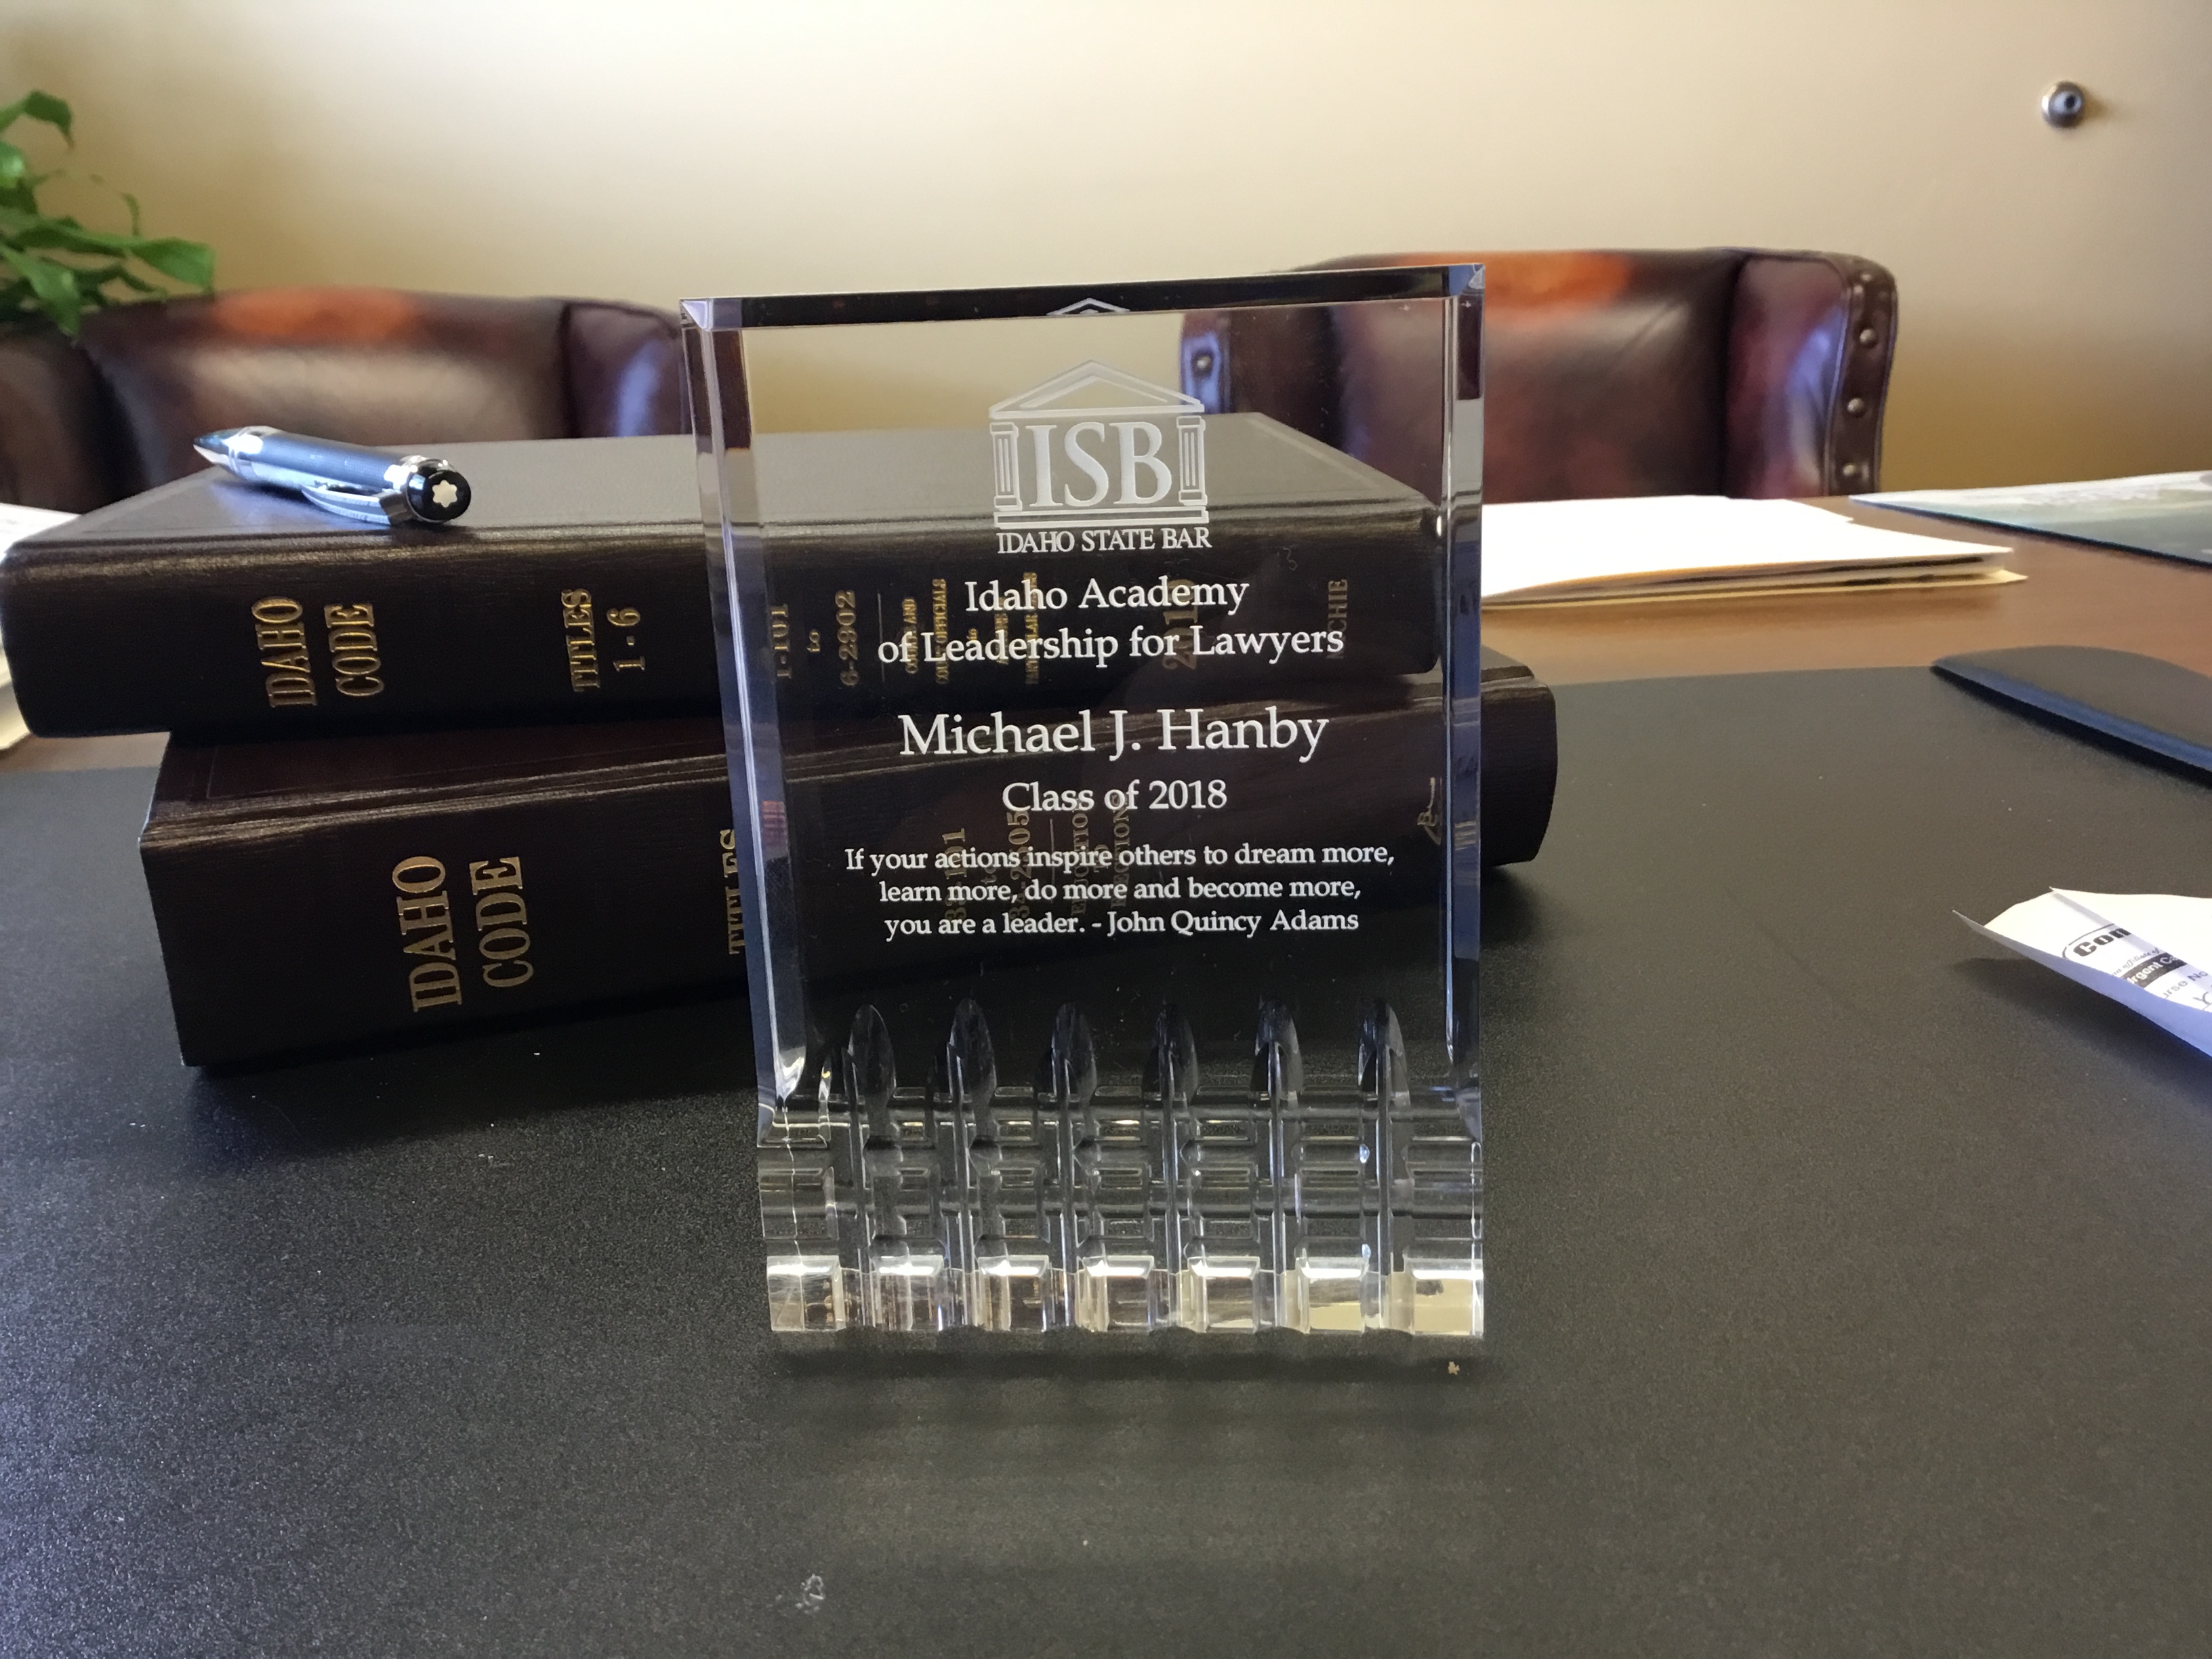 ISB
IDAHO STATE BAR
Idaho Academy
of Leadership for Lawyers
Michael J. Hanby
Class of 2018
If your actions inspire others to dream more,
learn more, do more and become more,
you are a leader. - John Quincy Adams
IDAHO
CODE
TITLES
1 - 6
1-101
to
6-2902
IDAHO
CODE
TITLES